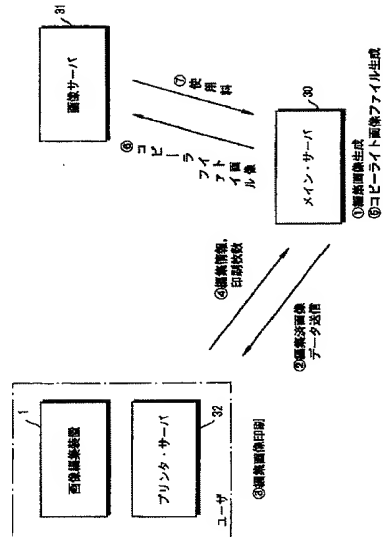 画像サーバ
31
⑦使用料
⑥コピーライトファイル画像
メイン・サーバ
30
①編集画像生成
⑤コピーライト画像ファイル生成
④編集情報,
印刷枚数
②編集済画像
データ送信
画像編集装置
1
プリンタ・サーバ
32
ユーザ
③編集画像印刷